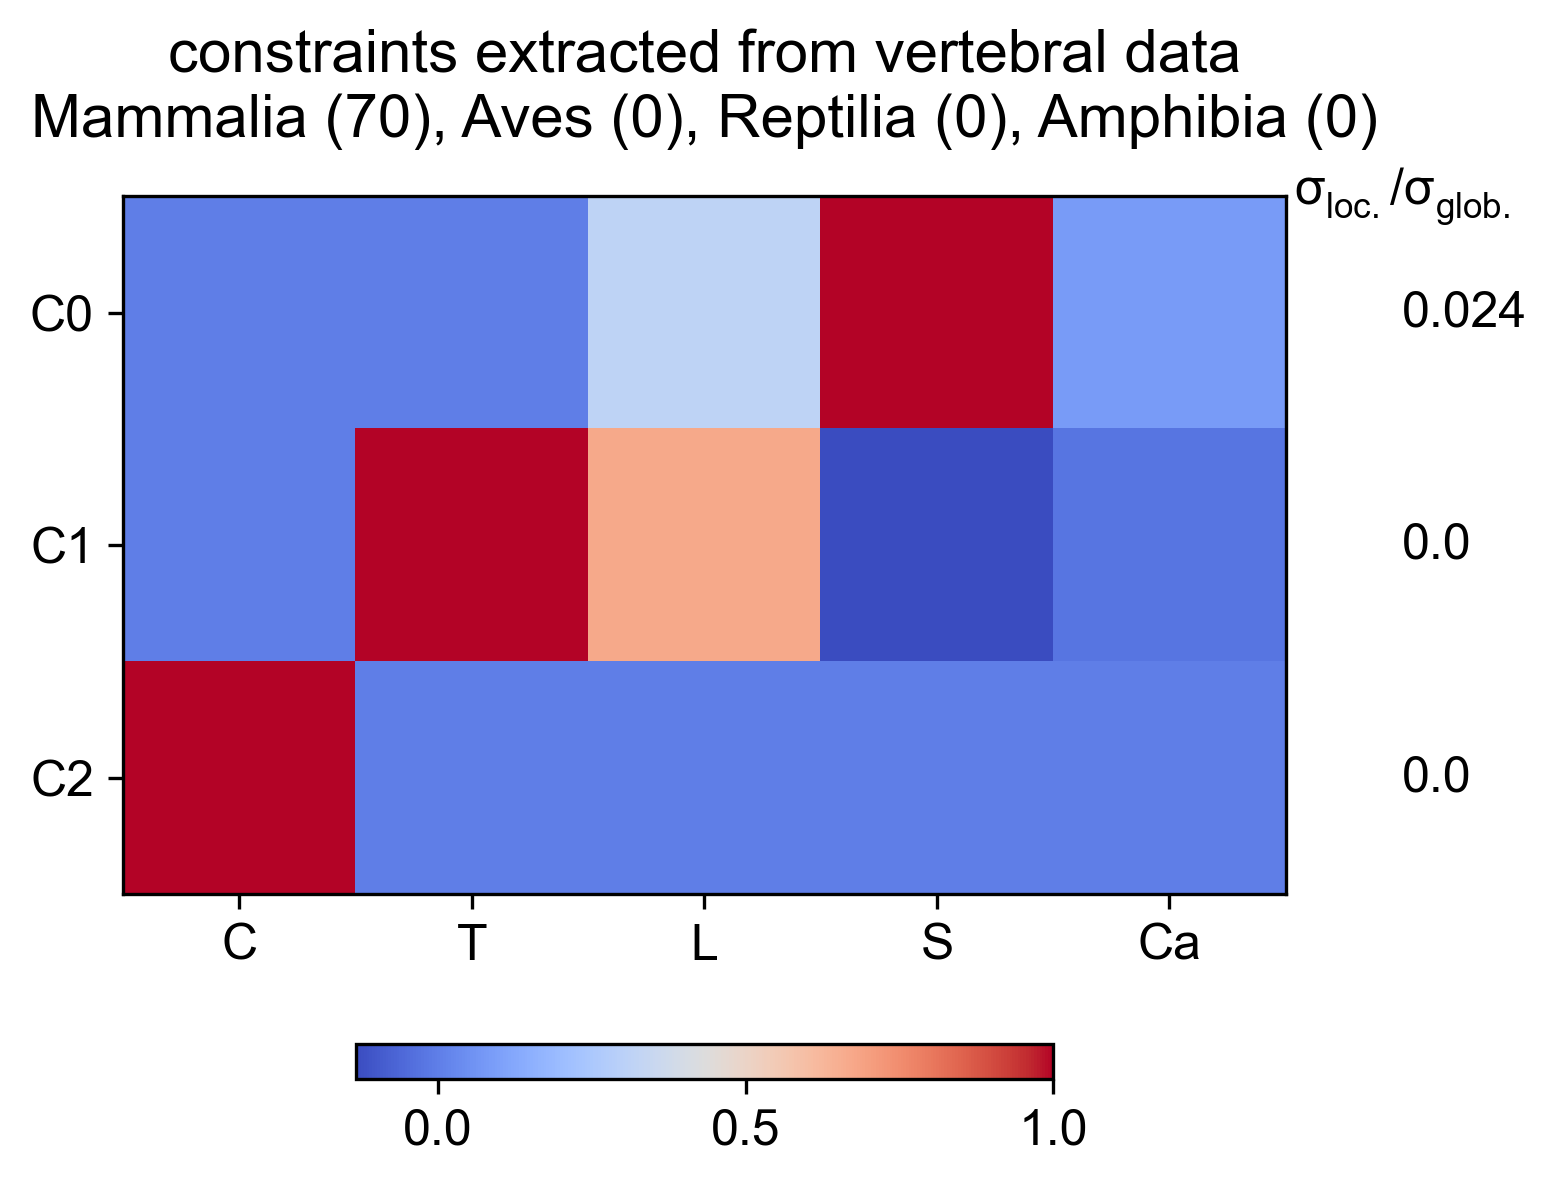 constraints extracted from vertebral data
Mammalia (70), Aves (0), Reptilia (0), Amphibia (0)
σloc. /σglob.
C0 0.024
C1 0.0
C2 0.0
C T L S Ca
0.0 0.5 1.0